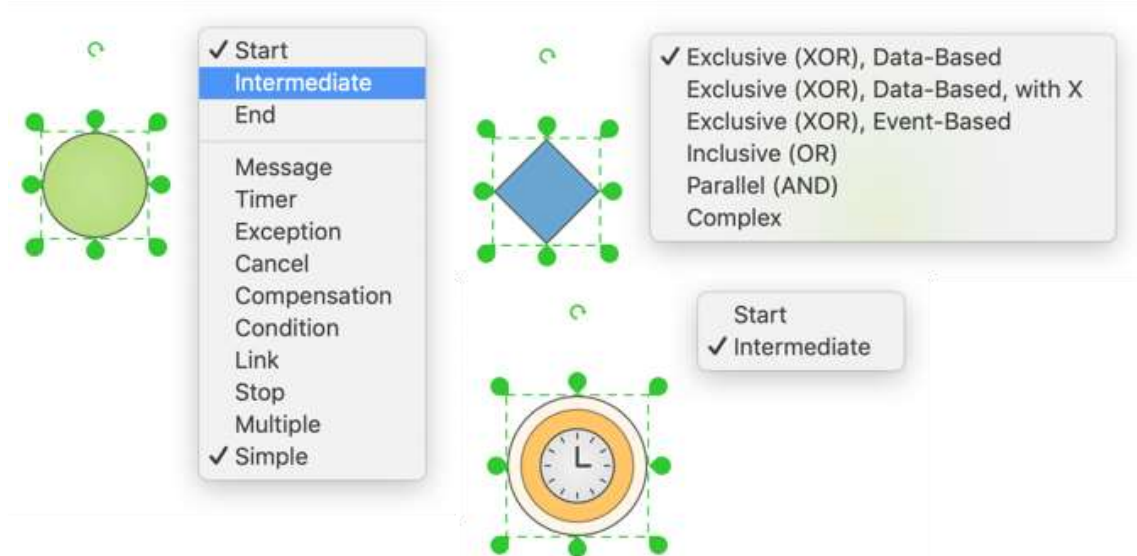 ✓ Start
Intermediate
End
Message
Timer
Exception
Cancel
Compensation
Condition
Link
Stop
Multiple
✓ Simple
✓ Exclusive (XOR), Data-Based
Exclusive (XOR), Data-Based, with X
Exclusive (XOR), Event-Based
Inclusive (OR)
Parallel (AND)
Complex
Start
✓ Intermediate